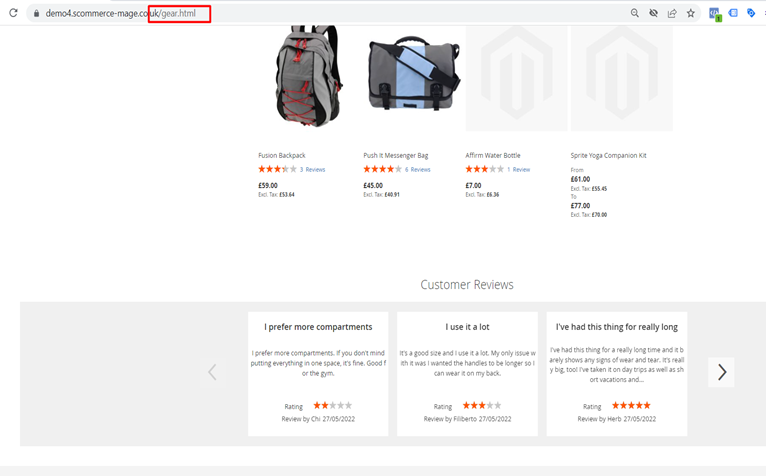 demo4.scommerce-mage.co.uk/gear.html
1
Fusion Backpack
3 Reviews
£59.00
Excl. Tax: £53.64
Push It Messenger Bag
6 Reviews
£45.00
Excl. Tax: £40.91
Affirm Water Bottle
1 Review
£7.00
Excl. Tax: £6.36
Sprite Yoga Companion Kit
From
£61.00
Excl. Tax: £55.45
To
£77.00
Excl. Tax: £70.00
Customer Reviews
I prefer more compartments
I prefer more compartments. If you don't mind
putting everything in one space, it's fine. Good f
or the gym.
Rating
Review by Chi 27/05/2022
I use it a lot
It's a good size and I use it a lot. My only issue w
ith it was I wanted the handles to be longer so I
can wear it on my back.
Rating
Review by Filiberto 27/05/2022
I've had this thing for really long
I've had this thing for a really long time and it b
arely shows any signs of wear and tear. It's reall
y big, too! I've taken it on day trips as well as sh
ort vacations and...
Rating
Review by Herb 27/05/2022